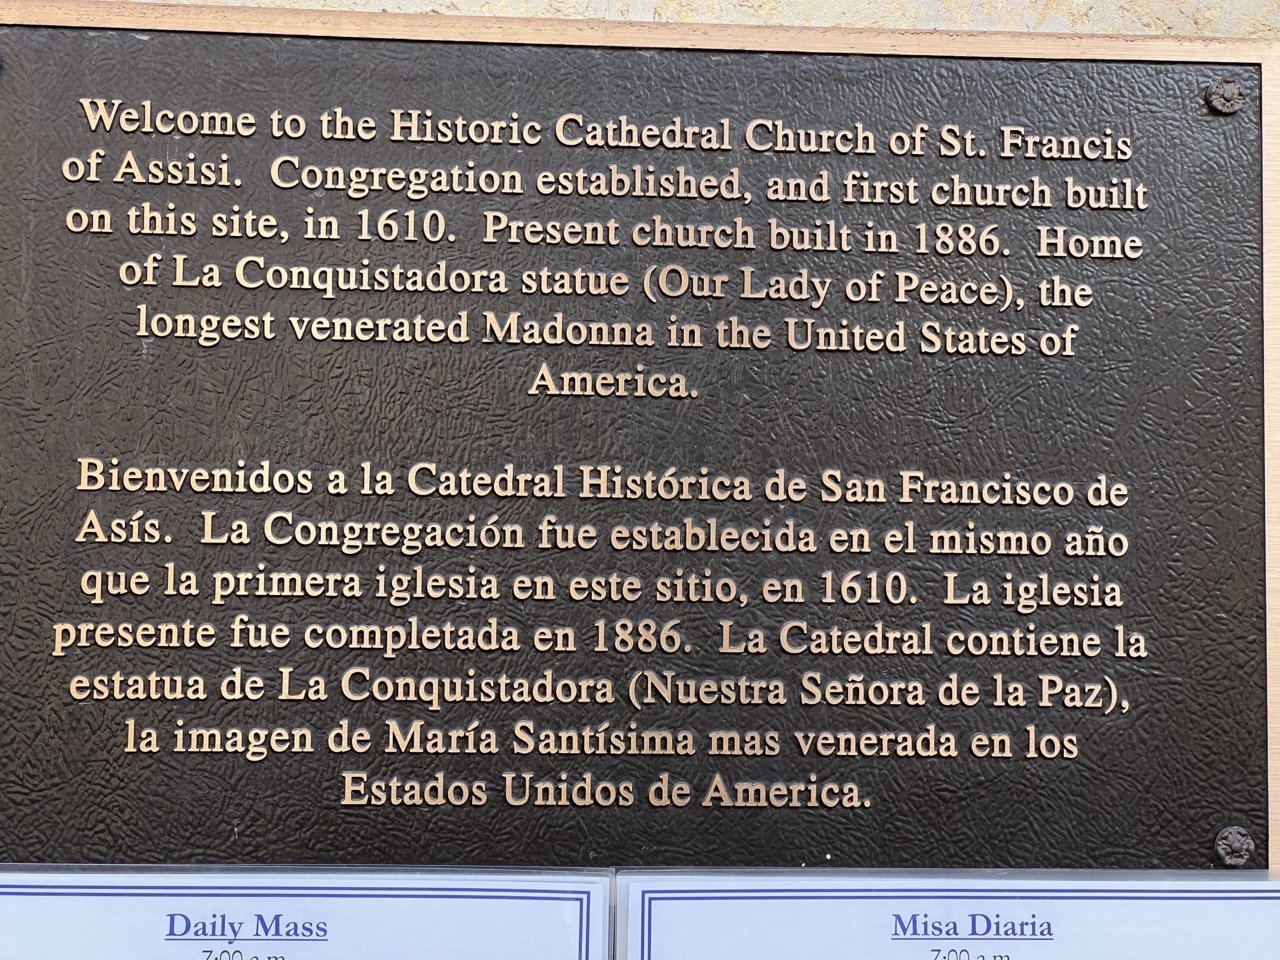 Welcome to the Historic Cathedral Church of St. Francis
of Assisi. Congregation established, and first church built
on this site, in 1610. Present church built in 1886. Home
of La Conquistadora statue (Our Lady of Peace), the
longest venerated Madonna in the United States of
America.
Bienvenidos a la Catedral Histórica de San Francisco de
Asís. La Congregación fue establecida en el mismo año
que la primera iglesia en este sitio, en 1610. La iglesia
presente fue completada en 1886. La Catedral contiene la
estatua de La Conquistadora (Nuestra Señora de la Paz),
la imagen de María Santísima mas venerada en los
Estados Unidos de America.
Daily Mass
7:00 a.m.
Misa Diaria
7:00 a.m.